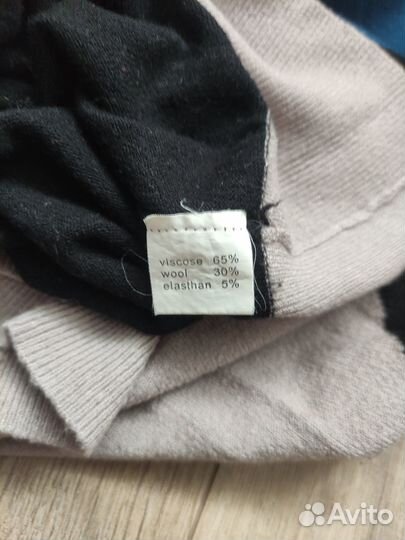 viscose 65%
wool 30%
elasthan 5%
Avito